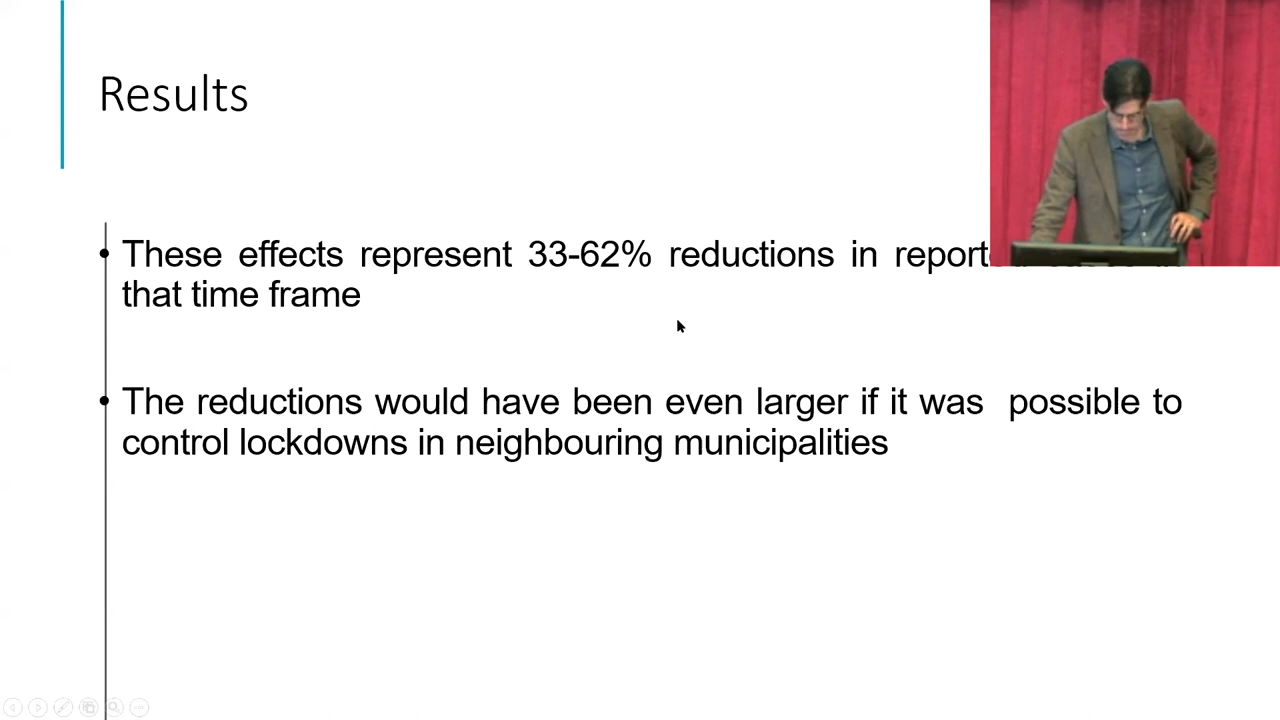 Results
• These effects represent 33-62% reductions in
that time frame
• The reductions would have been even larger if it was possible to
control lockdowns in neighbouring municipalities